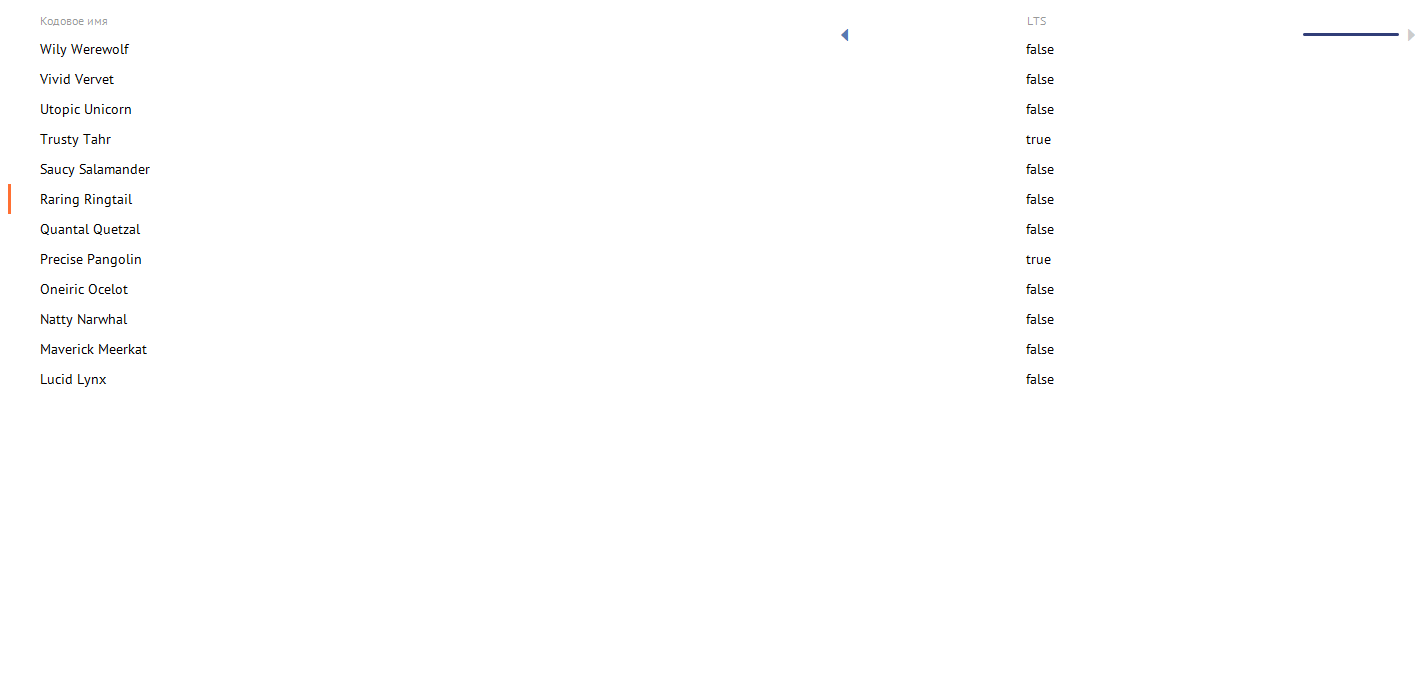 Кодовое имя LTS
Wily Werewolf false
Vivid Vervet false
Utopic Unicorn false
Trusty Tahr true
Saucy Salamander false
Raring Ringtail false
Quantal Quetzal false
Precise Pangolin true
Oneiric Ocelot false
Natty Narwhal false
Maverick Meerkat false
Lucid Lynx false